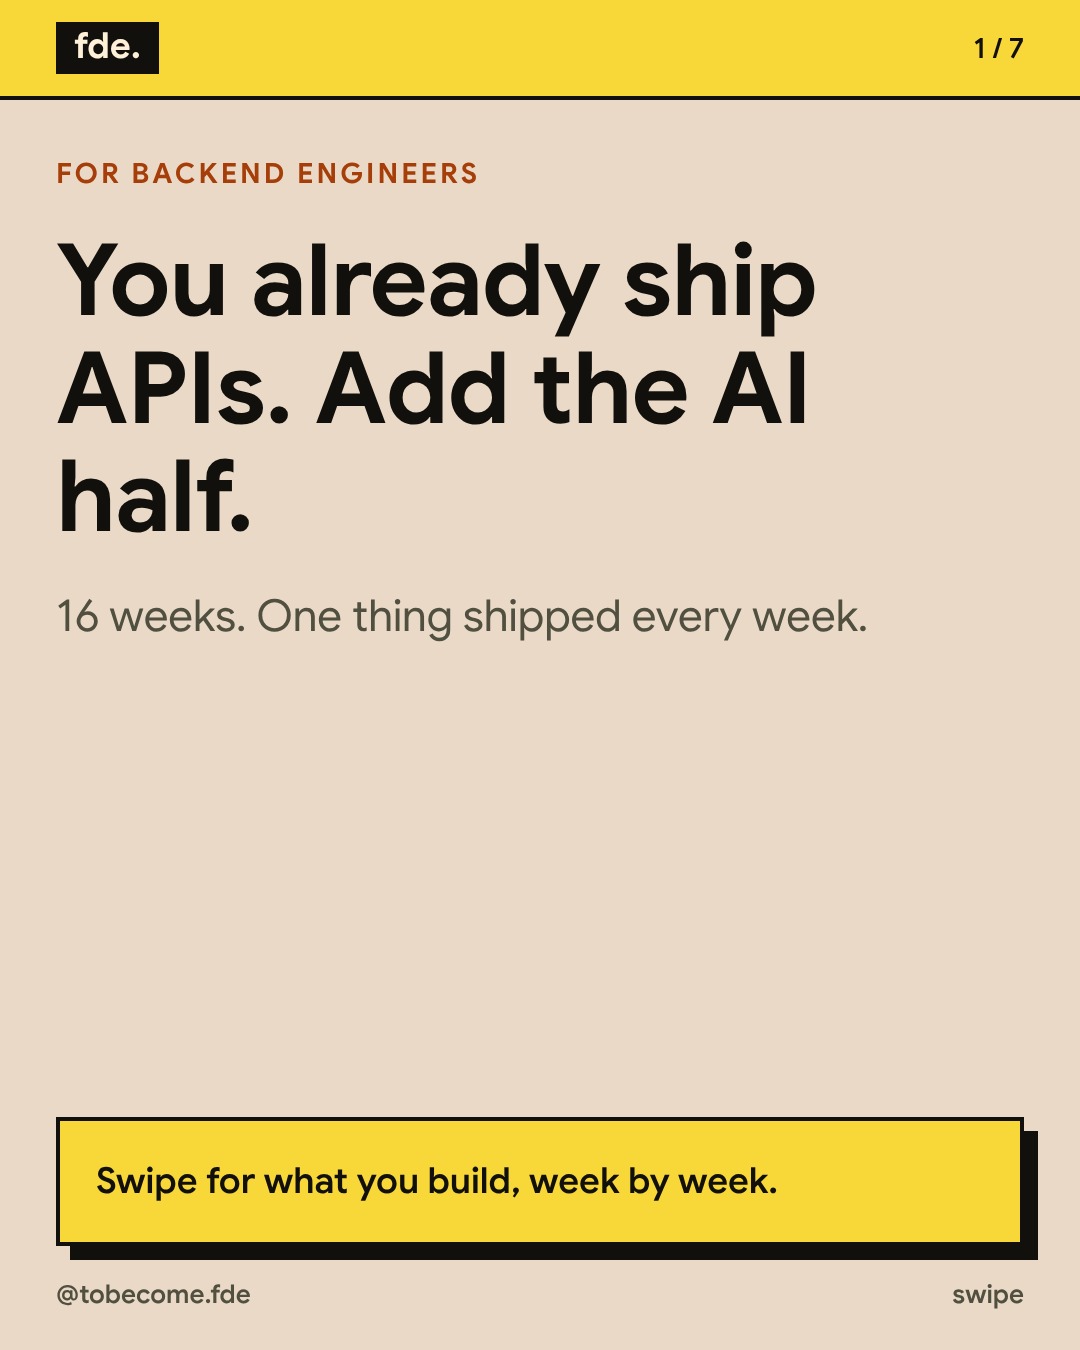 fde.
1 / 7
FOR BACKEND ENGINEERS
You already ship
APIs. Add the AI
half.
16 weeks. One thing shipped every week.
Swipe for what you build, week by week.
@tobecome.fde
swipe